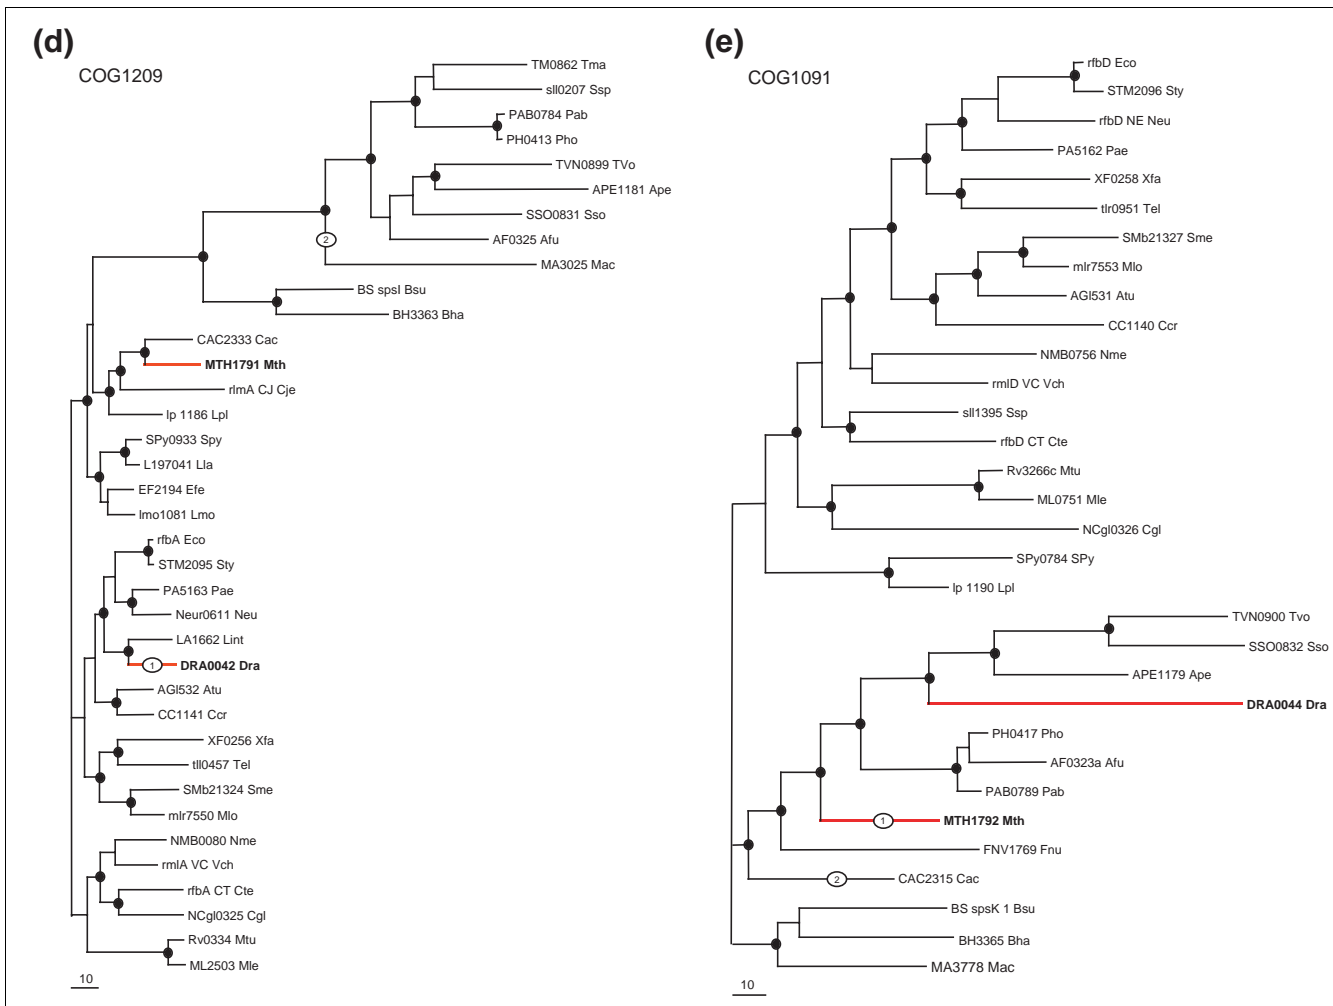 (d)
COG1209
TM0862 Tma
sll0207 Ssp
PAB0784 Pab
PH0413 Pho
TVN0899 TVo
APE1181 Ape
SSO0831 Sso
AF0325 Afu
2
MA3025 Mac
BS spsI Bsu
BH3363 Bha
CAC2333 Cac
MTH1791 Mth
rlmA CJ Cje
lp 1186 Lpl
SPy0933 Spy
L197041 Lla
EF2194 Efe
lmo1081 Lmo
rfbA Eco
STM2095 Sty
PA5163 Pae
Neur0611 Neu
LA1662 Lint
1
DRA0042 Dra
AGl532 Atu
CC1141 Ccr
XF0256 Xfa
tll0457 Tel
SMb21324 Sme
mlr7550 Mlo
NMB0080 Nme
rmlA VC Vch
rfbA CT Cte
NCgl0325 Cgl
Rv0334 Mtu
ML2503 Mle
10
(e)
COG1091
rfbD Eco
STM2096 Sty
rfbD NE Neu
PA5162 Pae
XF0258 Xfa
tlr0951 Tel
SMb21327 Sme
mlr7553 Mlo
AGl531 Atu
CC1140 Ccr
NMB0756 Nme
rmlD VC Vch
sll1395 Ssp
rfbD CT Cte
Rv3266c Mtu
ML0751 Mle
NCgl0326 Cgl
SPy0784 SPy
lp 1190 Lpl
TVN0900 Tvo
SSO0832 Sso
APE1179 Ape
DRA0044 Dra
PH0417 Pho
AF0323a Afu
PAB0789 Pab
1
MTH1792 Mth
FNV1769 Fnu
2
CAC2315 Cac
BS spsK 1 Bsu
BH3365 Bha
MA3778 Mac
10